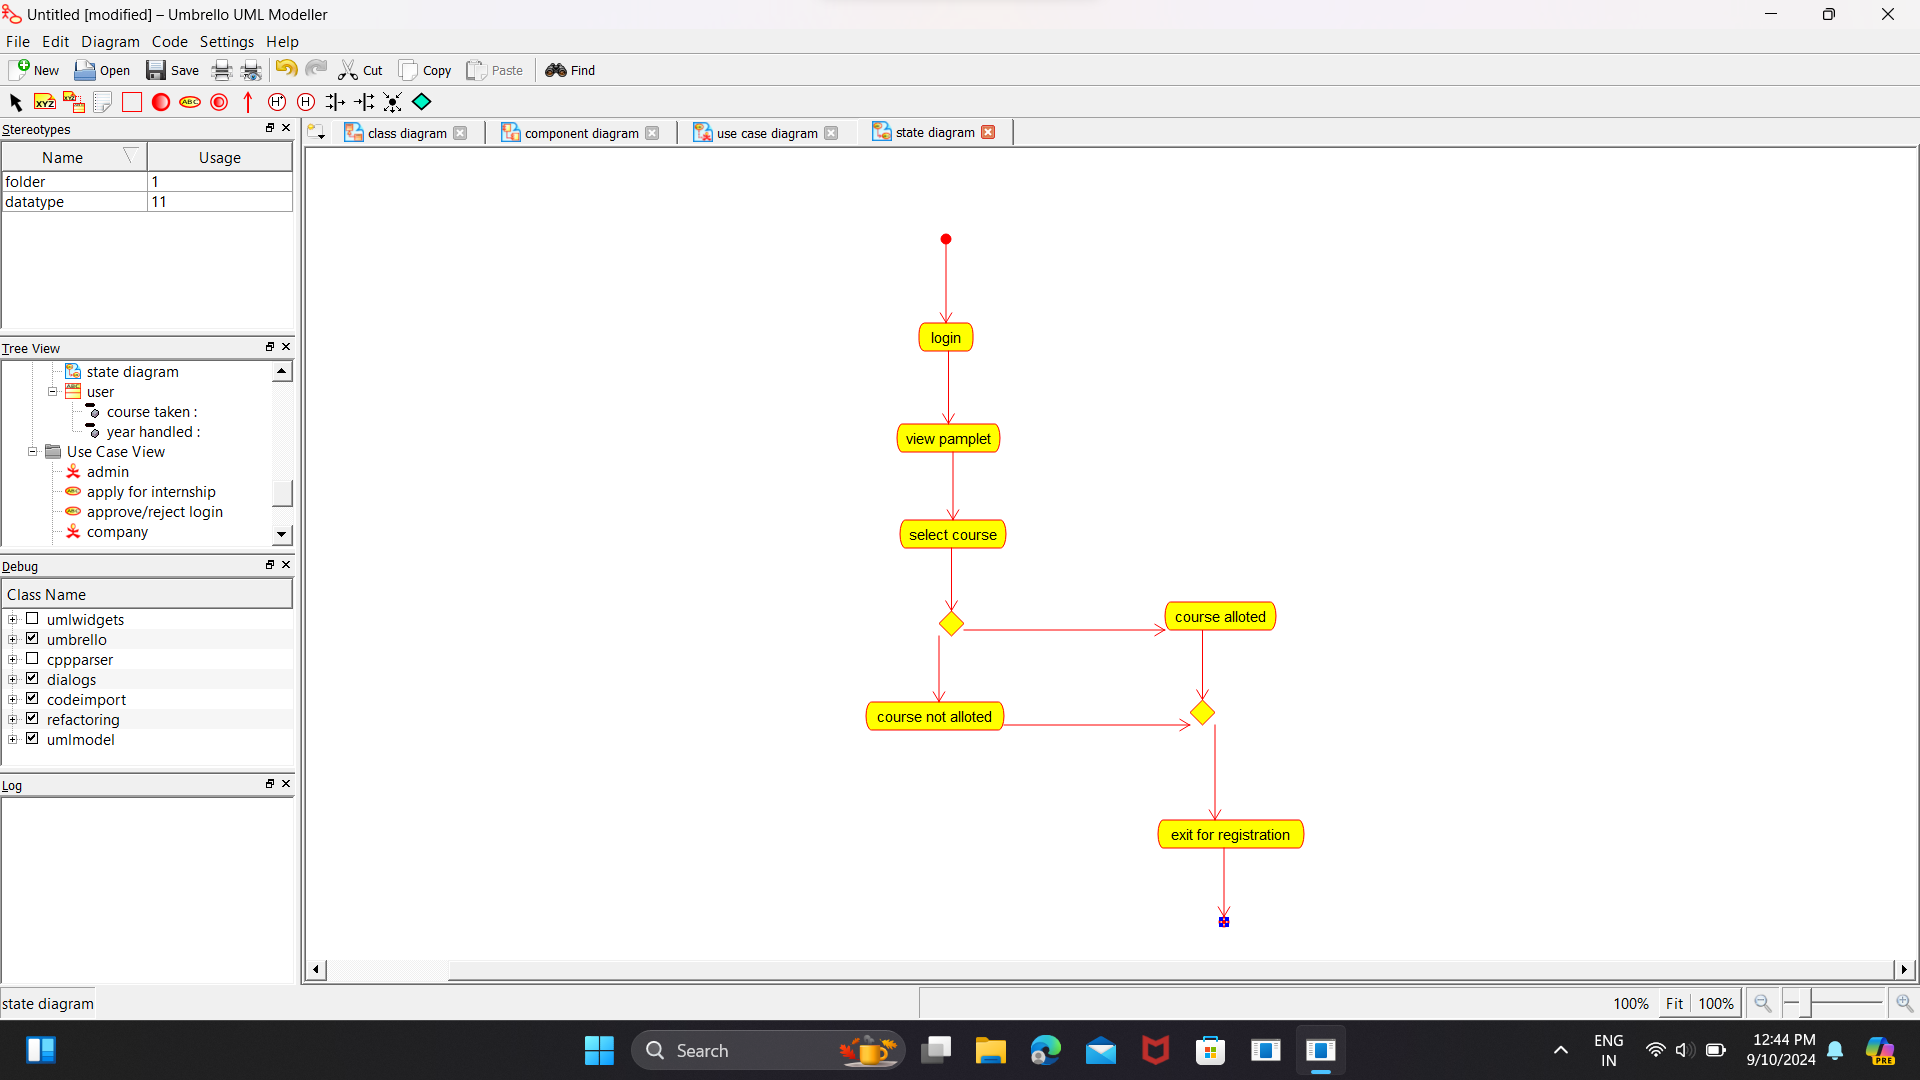 Untitled [modified] – Umbrello UML Modeller
File Edit Diagram Code Settings Help
New Open Save Cut Copy Paste Find
XYZ XYZ ABC H* H
Stereotypes
class diagram component diagram use case diagram state diagram
Name Usage
folder 1
datatype 11
Tree View
state diagram
user
course taken :
year handled :
Use Case View
admin
apply for internship
approve/reject login
company
Debug
Class Name
umlwidgets
umbrello
cppparser
dialogs
codeimport
refactoring
umlmodel
Log
login
view pamplet
select course
course alloted
course not alloted
exit for registration
state diagram
100% Fit 100%
Search
ENG
IN
12:44 PM
9/10/2024
PRE